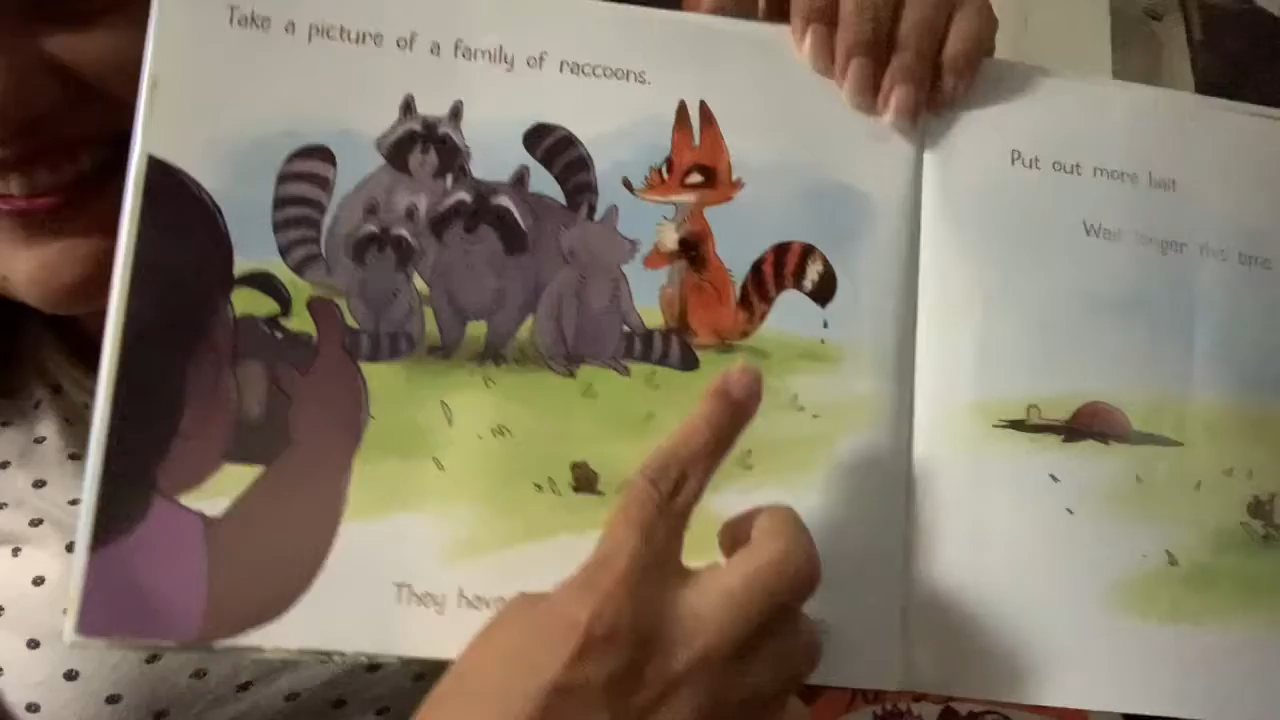 Take a picture of a family of raccoons.
They have
Put out more bait
Wait longer this time